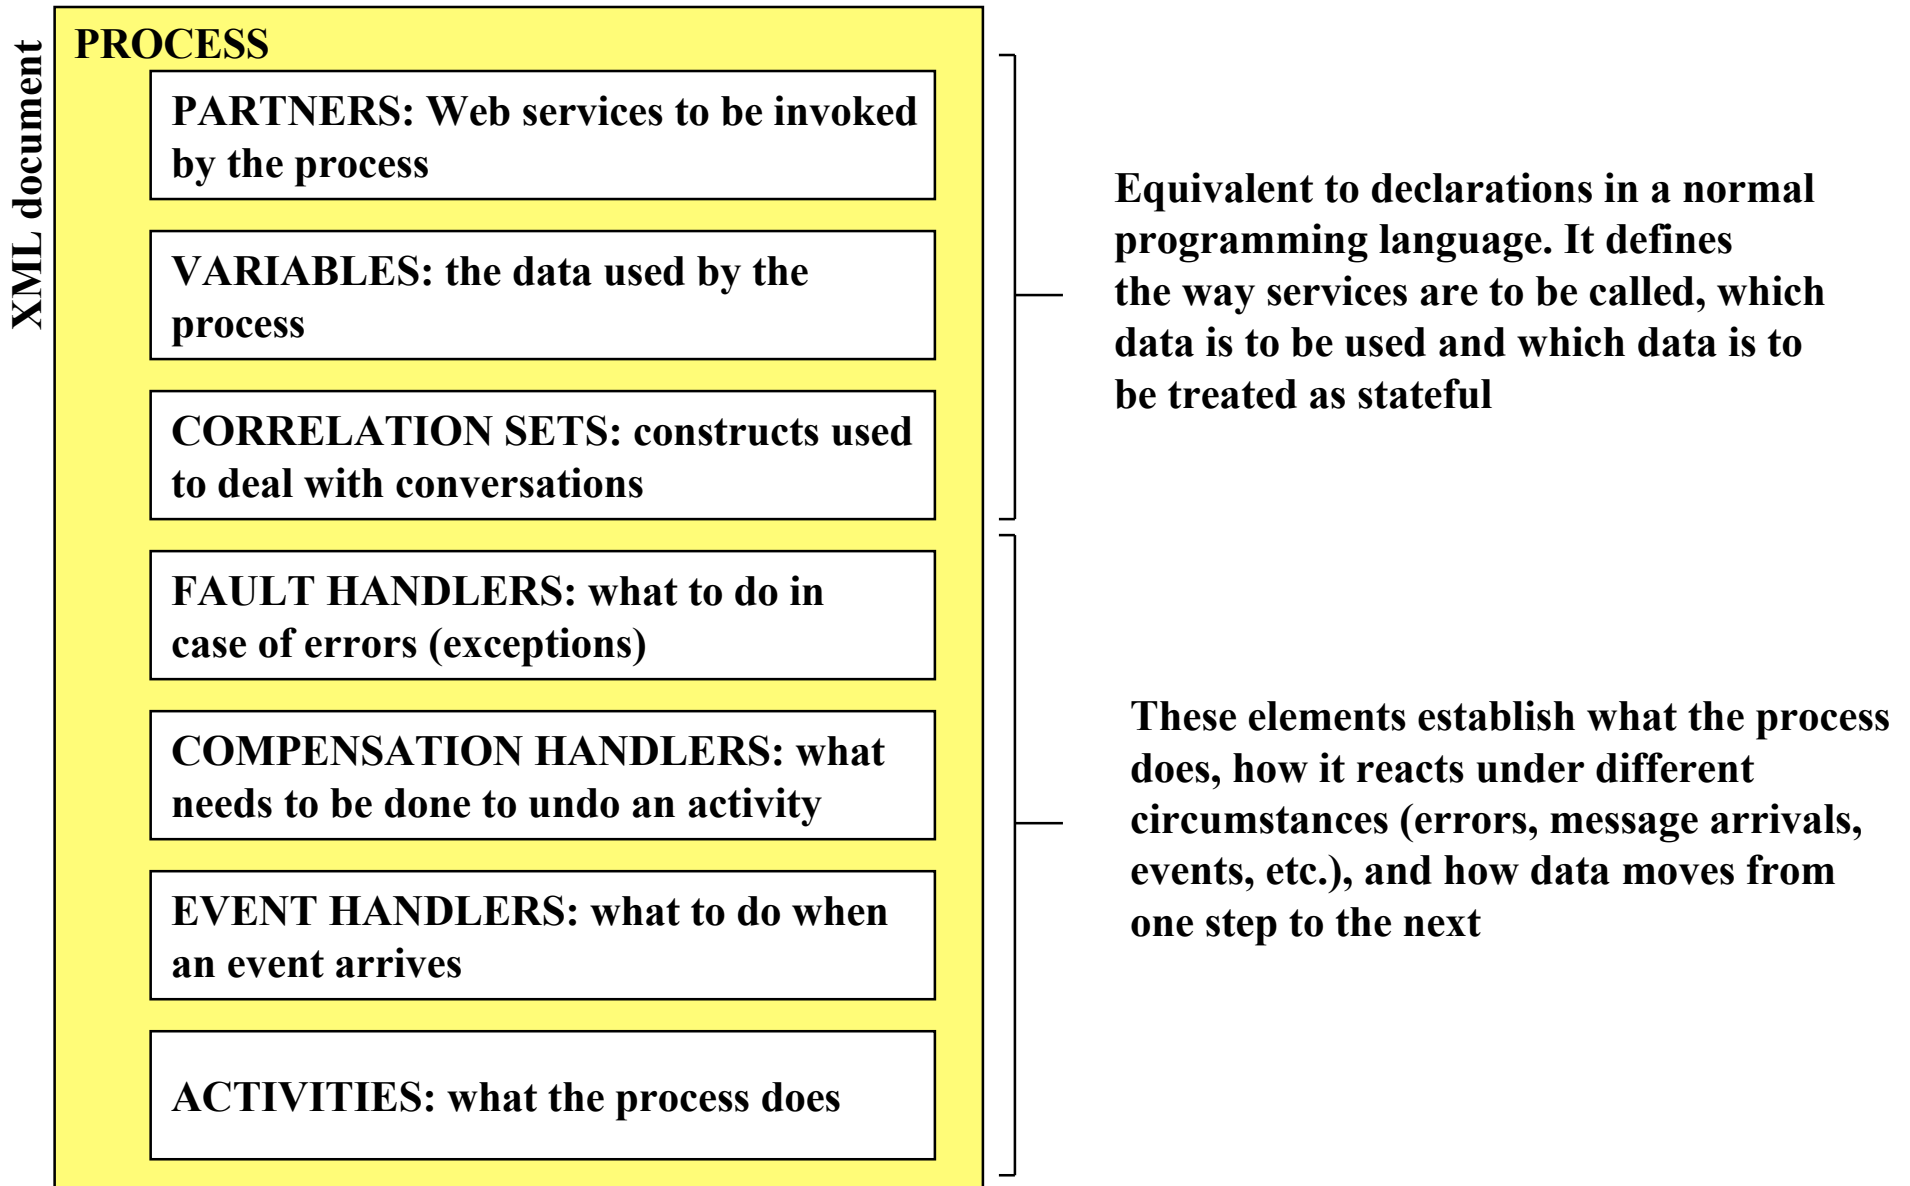 XML document
PROCESS
PARTNERS: Web services to be invoked
by the process
VARIABLES: the data used by the
process
CORRELATION SETS: constructs used
to deal with conversations
FAULT HANDLERS: what to do in
case of errors (exceptions)
COMPENSATION HANDLERS: what
needs to be done to undo an activity
EVENT HANDLERS: what to do when
an event arrives
ACTIVITIES: what the process does
Equivalent to declarations in a normal
programming language. It defines
the way services are to be called, which
data is to be used and which data is to
be treated as stateful
These elements establish what the process
does, how it reacts under different
circumstances (errors, message arrivals,
events, etc.), and how data moves from
one step to the next